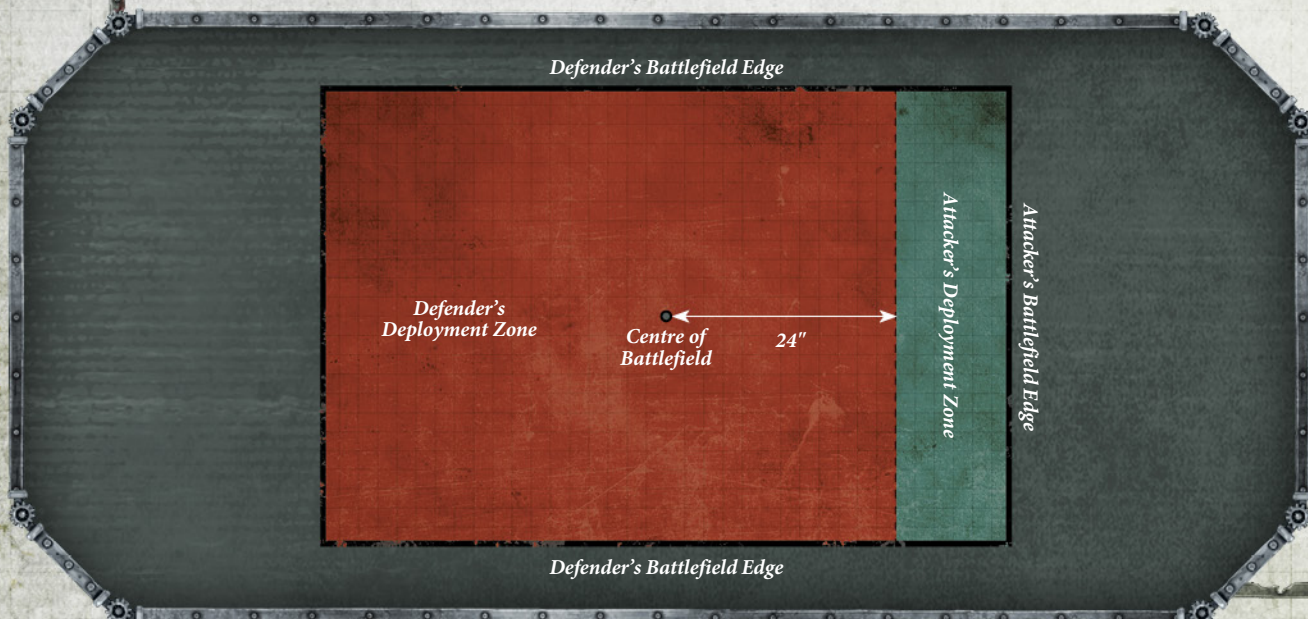 Defender’s Battlefield Edge
Defender’s
Deployment Zone
Centre of
Battlefield
24"
Attacker’s Deployment Zone
Attacker’s Battlefield Edge
Defender’s Battlefield Edge